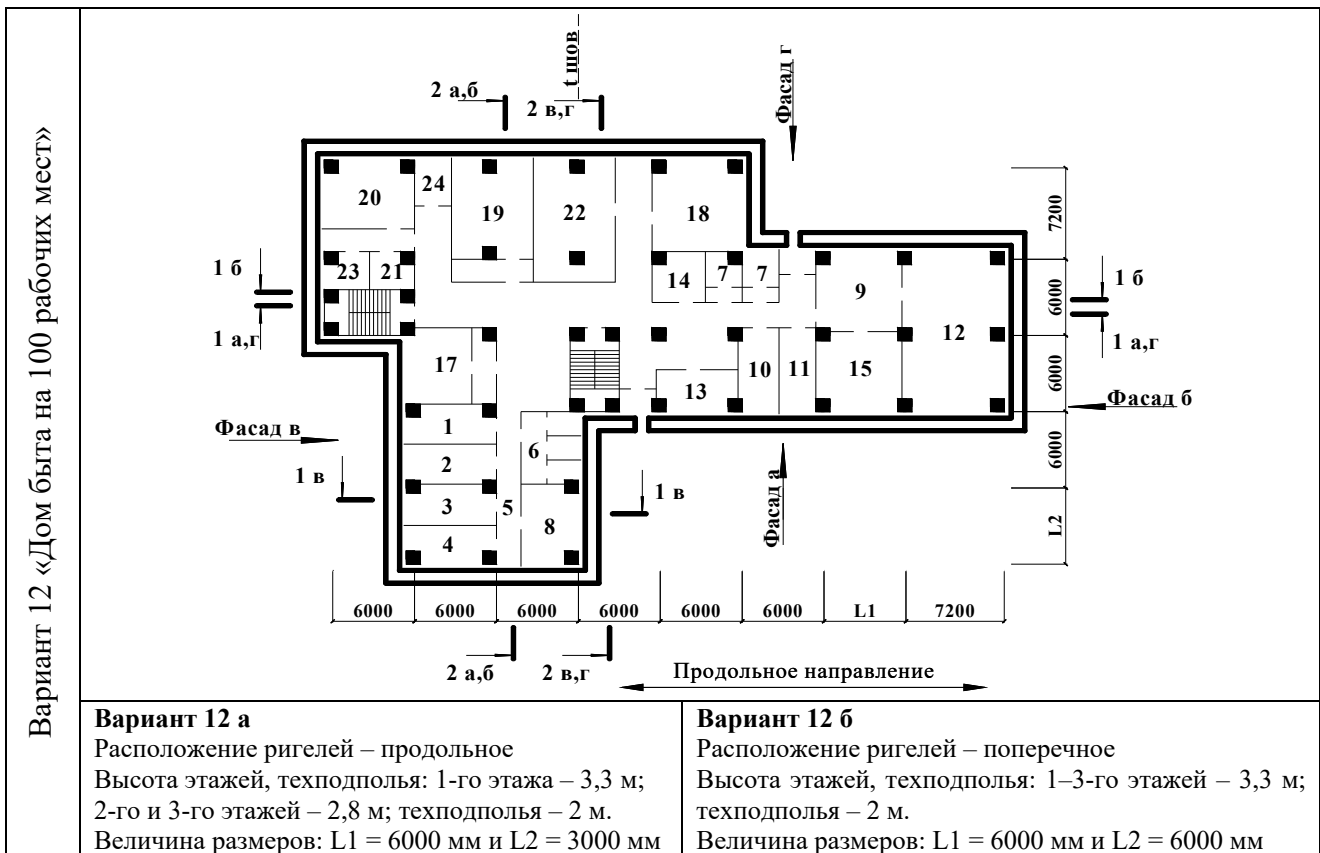 Вариант 12 «Дом быта на 100 рабочих мест»
t шов
Фасад г
2 а,б
2 в,г
20
24
19
22
18
7200
1 б
23
21
14
7
7
9
6000
1 б
1 а,г
12
1 а,г
17
10
11
15
6000
13
Фасад б
Фасад в
1
6
6000
2
1 в
3
5
8
1 в
Фасад а
L2
4
6000
6000
6000
6000
6000
6000
L1
7200
2 а,б
2 в,г
Продольное направление
Вариант 12 а
Расположение ригелей – продольное
Высота этажей, техподполья: 1-го этажа – 3,3 м;
2-го и 3-го этажей – 2,8 м; техподполья – 2 м.
Величина размеров: L1 = 6000 мм и L2 = 3000 мм
Вариант 12 б
Расположение ригелей – поперечное
Высота этажей, техподполья: 1–3-го этажей – 3,3 м;
техподполья – 2 м.
Величина размеров: L1 = 6000 мм и L2 = 6000 мм